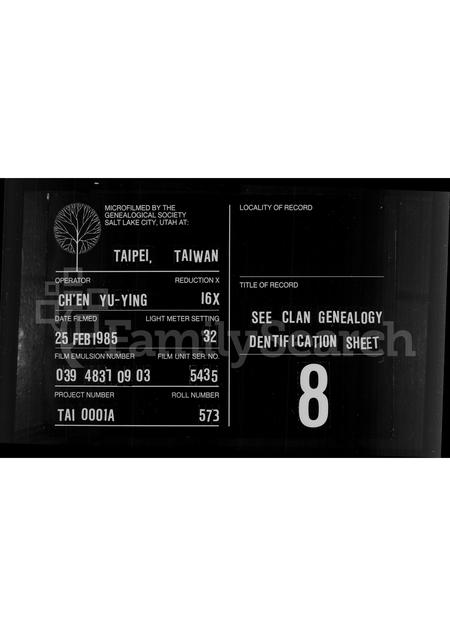 MICROFILMED BY THE
GENEALOGICAL SOCIETY
SALT LAKE CITY, UTAH AT:
TAIPEI, TAIWAN
OPERATOR REDUCTION X
CH'EN YU-YING 16X
DATE FILMED LIGHT METER SETTING
25 FEB 1985 32
FILM EMULSION NUMBER FILM UNIT SER. NO.
039 4831 09 03 5435
PROJECT NUMBER ROLL NUMBER
TAI 0001A 573
LOCALITY OF RECORD
TITLE OF RECORD
SEE CLAN GENEALOGY
DENTIFICATION SHEET
8
FamilySearch